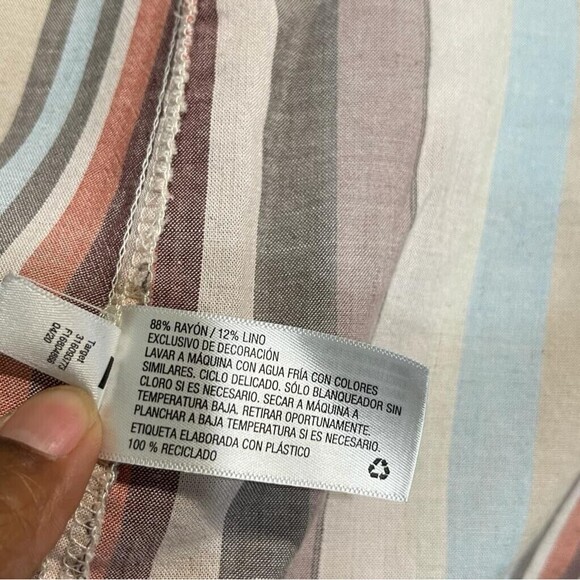 88% RAYÓN / 12% LINO
EXCLUSIVO DE DECORACIÓN
LAVAR A MÁQUINA CON AGUA FRÍA CON COLORES
SIMILARES. CICLO DELICADO. SÓLO BLANQUEADOR SIN
CLORO SI ES NECESARIO. SECAR A MÁQUINA A
TEMPERATURA BAJA. RETIRAR OPORTUNAMENTE.
PLANCHAR A BAJA TEMPERATURA SI ES NECESARIO.
ETIQUETA ELABORADA CON PLÁSTICO
100 % RECICLADO
Target
04/20